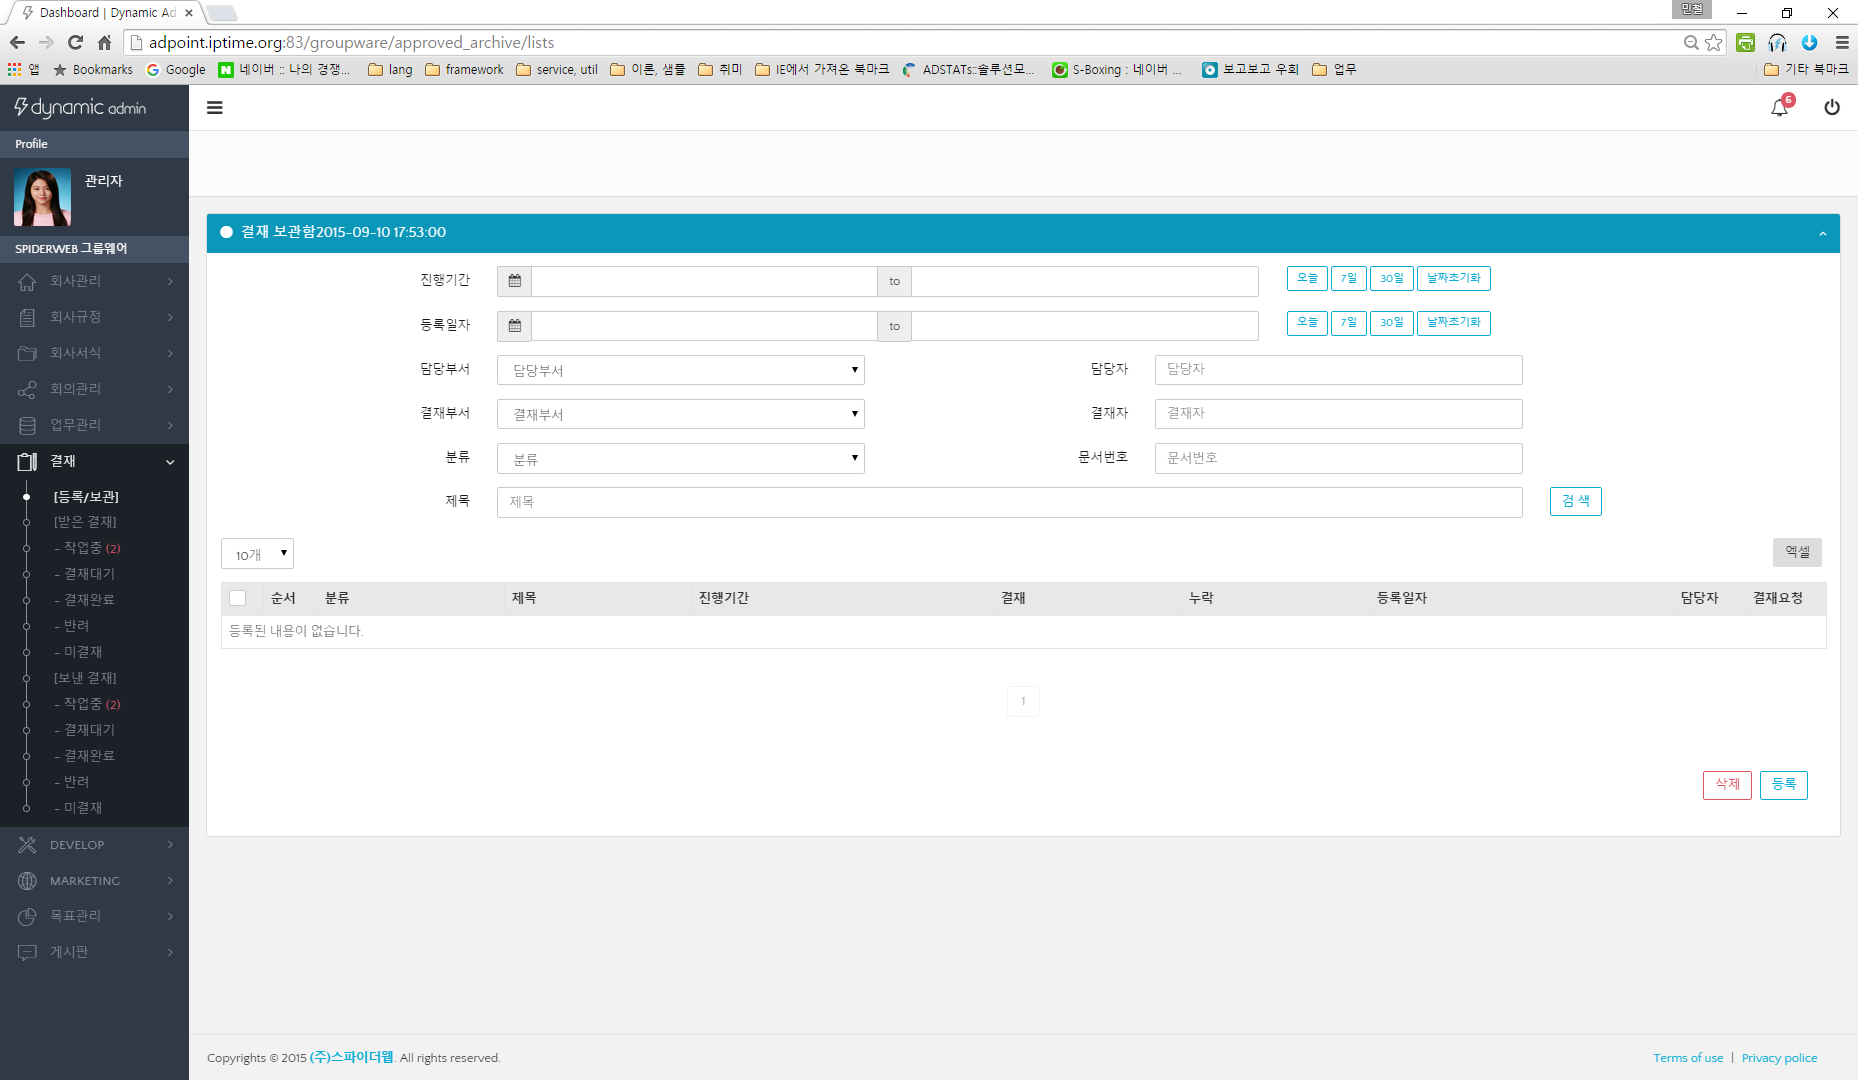 Dashboard | Dynamic Ad
민철
adpoint.iptime.org:83/groupware/approved_archive/lists
앱 Bookmarks Google 네이버 :: 나의 경쟁... lang framework service, util 이론, 샘플 취미 IE에서 가져온 북마크 ADSTATs::솔루션모... S-Boxing : 네이버 ... 보고보고 우회 업무 기타 북마크
dynamic admin
6
Profile
관리자
SPIDERWEB 그룹웨어
회사관리
회사규정
회사서식
회의관리
업무관리
결재
[등록/보관]
[받은 결재]
- 작업중 (2)
- 결재대기
- 결재완료
- 반려
- 미결재
[보낸 결재]
- 작업중 (2)
- 결재대기
- 결재완료
- 반려
- 미결재
DEVELOP
MARKETING
목표관리
게시판
결재 보관함2015-09-10 17:53:00
진행기간 to 오늘 7일 30일 날짜초기화
등록일자 to 오늘 7일 30일 날짜초기화
담당부서 담당부서 담당자 담당자
결재부서 결재부서 결재자 결재자
분류 분류 문서번호 문서번호
제목 제목 검 색
10개 엑셀
순서 분류 제목 진행기간 결재 누락 등록일자 담당자 결재요청
등록된 내용이 없습니다.
1
삭제 등록
Copyrights © 2015 (주)스파이더웹. All rights reserved.
Terms of use | Privacy police